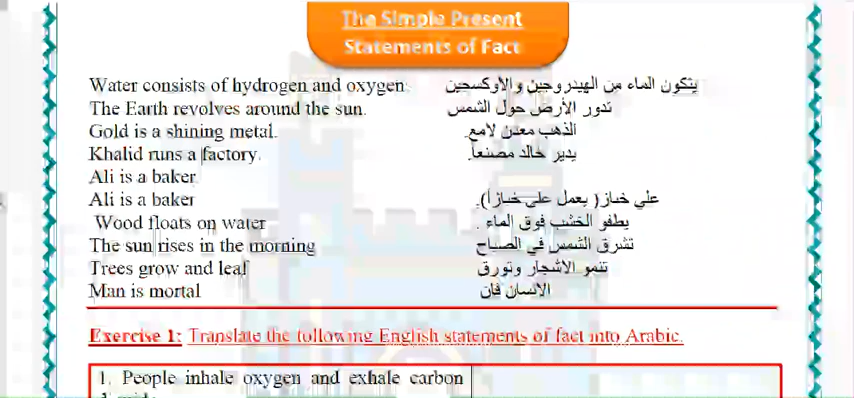 The Simple Present
Statements of Fact
Water consists of hydrogen and oxygen. يتكون الماء من الهيدروجين والاوكسجين
The Earth revolves around the sun. تدور الأرض حول الشمس
Gold is a shining metal. الذهب معدن لامع.
Khalid runs a factory. يدير خالد مصنعاً.
Ali is a baker
Ali is a baker علي خباز( يعمل علي خبازاً).
Wood floats on water يطفو الخشب فوق الماء .
The sun rises in the morning تشرق الشمس في الصباح
Trees grow and leaf تنمو الاشجار وتورق
Man is mortal الانسان فان
Exercise 1: Translate the following English statements of fact into Arabic.
1. People inhale oxygen and exhale carbon